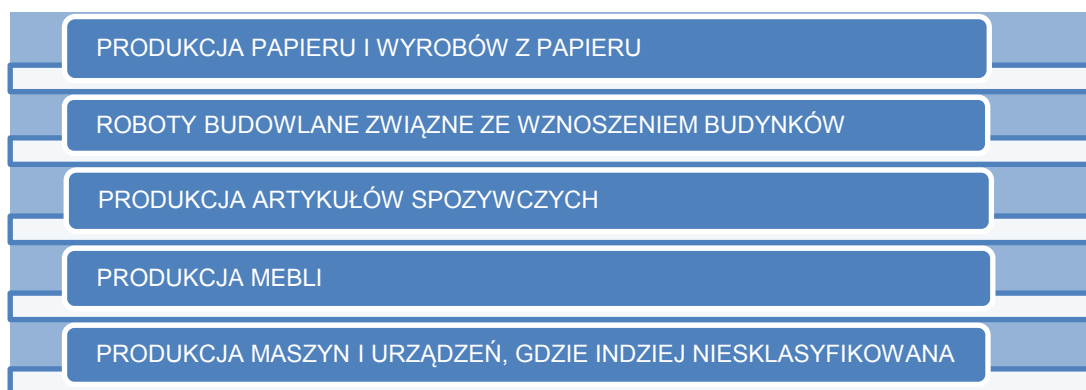 PRODUKCJA PAPIERU I WYROBÓW Z PAPIERU
ROBOTY BUDOWLANE ZWIĄZNE ZE WZNOSZENIEM BUDYNKÓW
PRODUKCJA ARTYKUŁÓW SPOZYWCZYCH
PRODUKCJA MEBLI
PRODUKCJA MASZYN I URZĄDZEŃ, GDZIE INDZIEJ NIESKLASYFIKOWANA